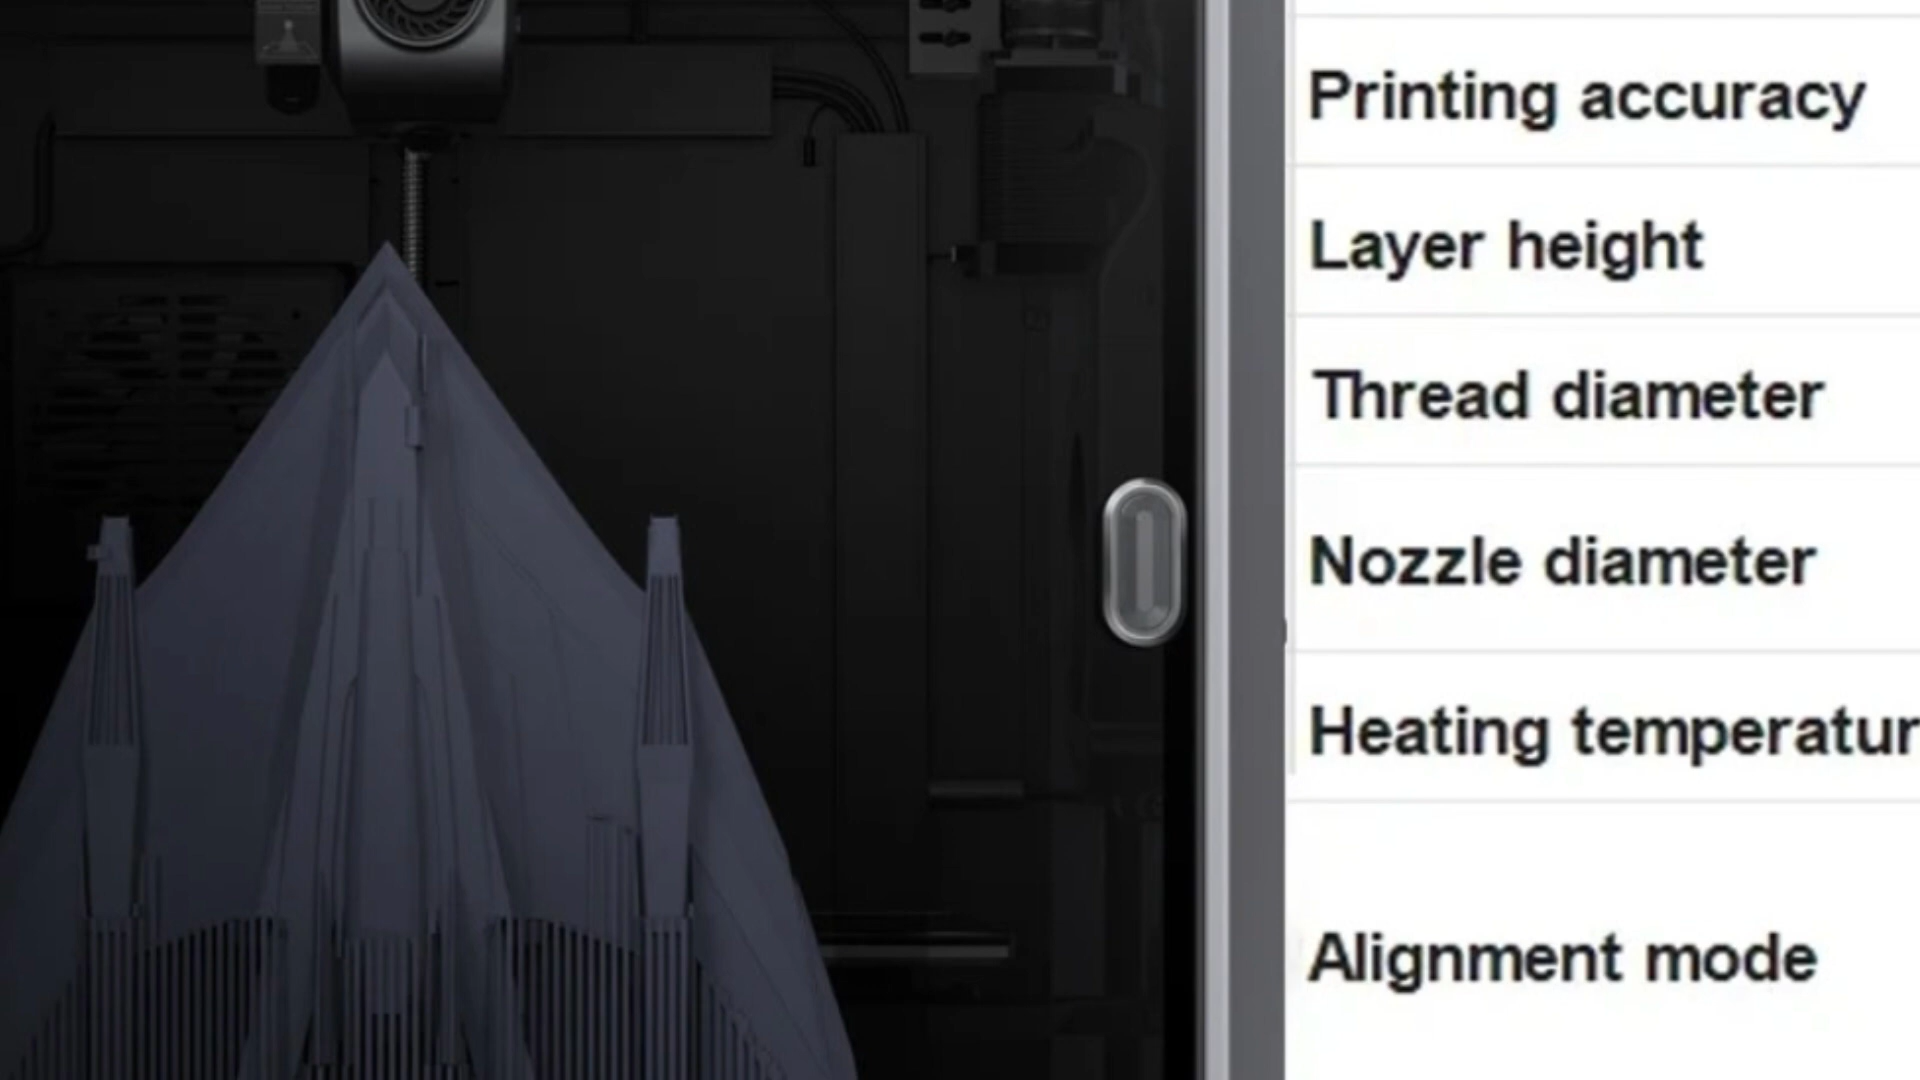 Printing accuracy
Layer height
Thread diameter
Nozzle diameter
Heating temperatur
Alignment mode